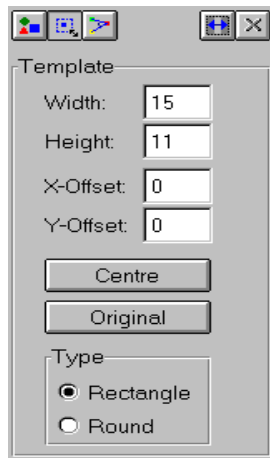 Template
Width: 15
Height: 11
X-Offset: 0
Y-Offset: 0
Centre
Original
Type
Rectangle
Round